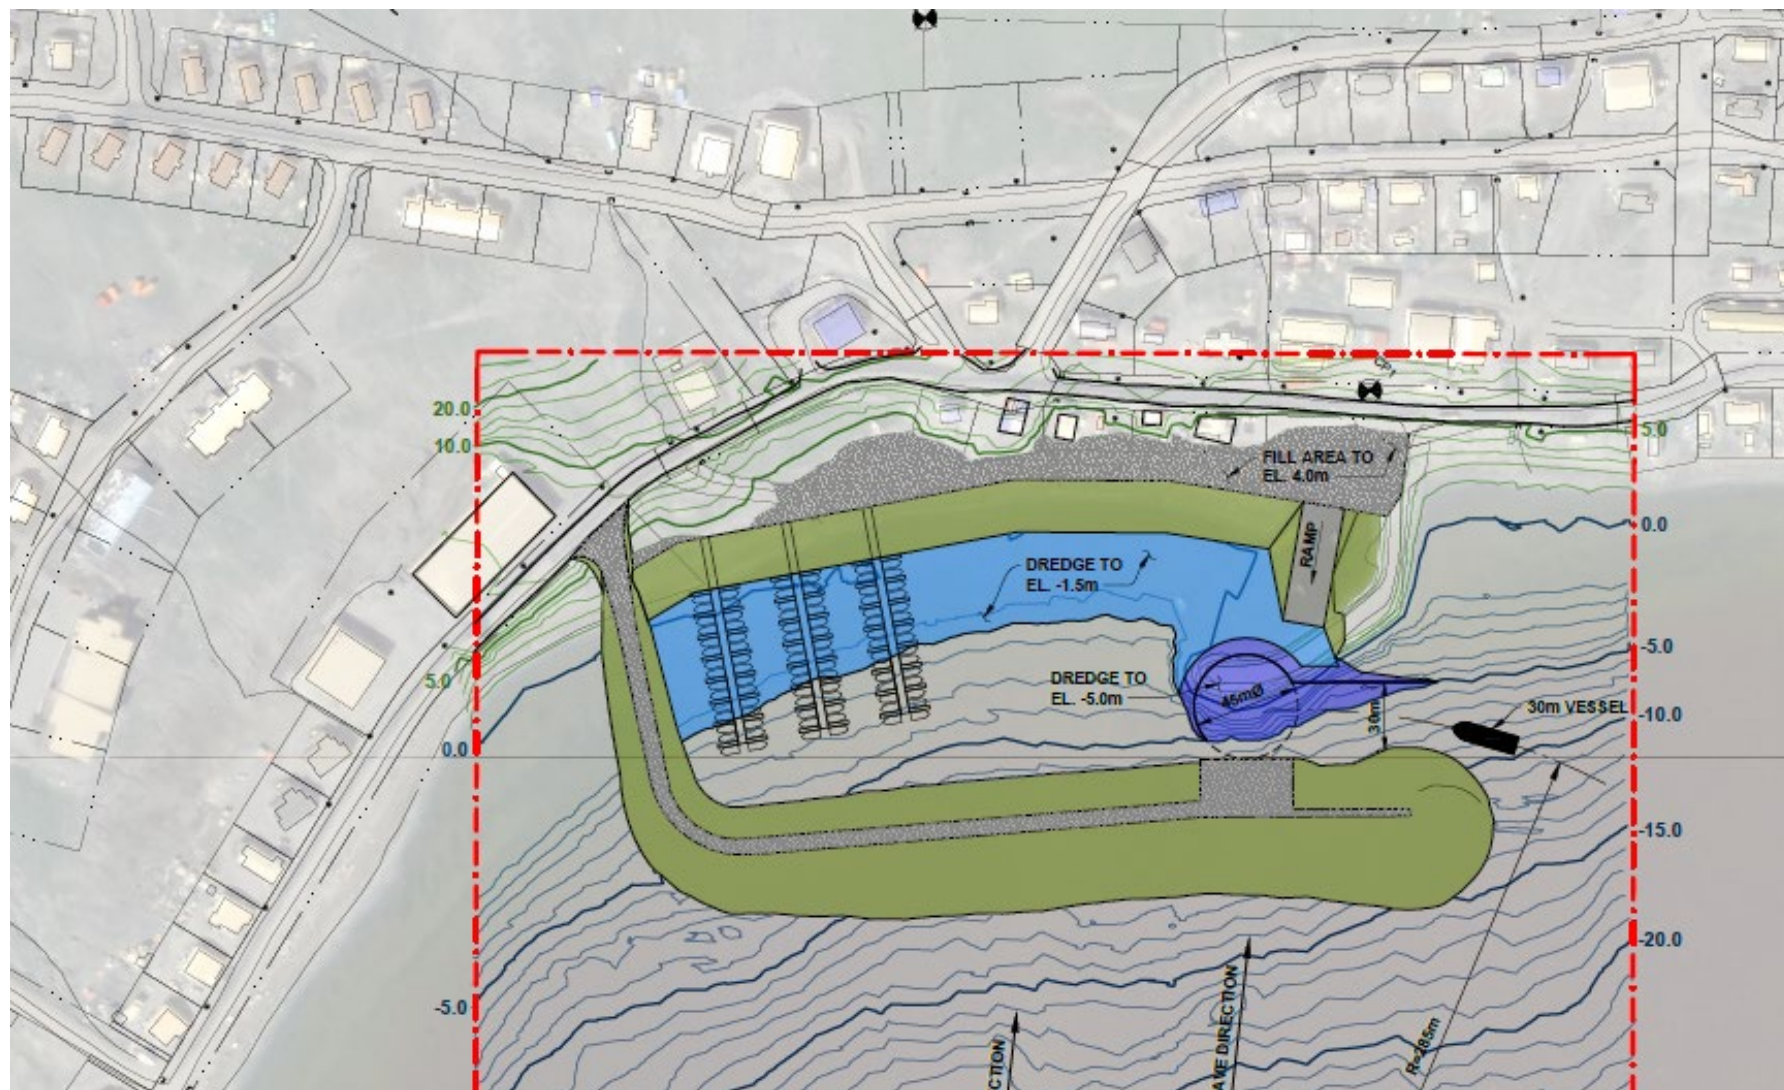 20.0
10.0
5.0
FILL AREA TO
EL. 4.0m
0.0
RAMP
DREDGE TO
EL. -1.5m
-5.0
5.0
DREDGE TO
EL. -5.0m
45mØ
30m
30m VESSEL
-10.0
0.0
-15.0
-20.0
-5.0
CTION
AVE DIRECTION
R=285m